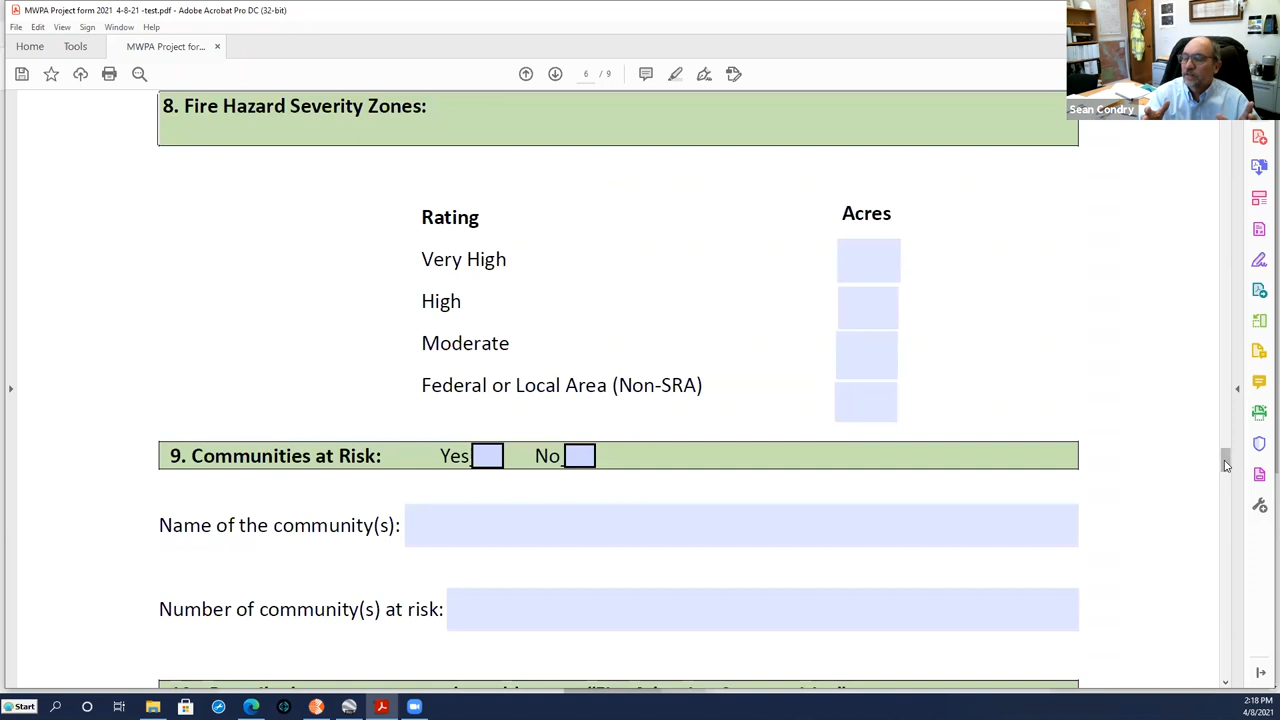 MWPA Project form 2021 4-8-21 -test.pdf - Adobe Acrobat Pro DC (32-bit)
File Edit View Sign Window Help
Home Tools MWPA Project for... ×
6 / 9
Sean Condry
8. Fire Hazard Severity Zones:
Rating Acres
Very High
High
Moderate
Federal or Local Area (Non-SRA)
9. Communities at Risk: Yes No
Name of the community(s):
Number of community(s) at risk:
Start
2:18 PM
4/8/2021